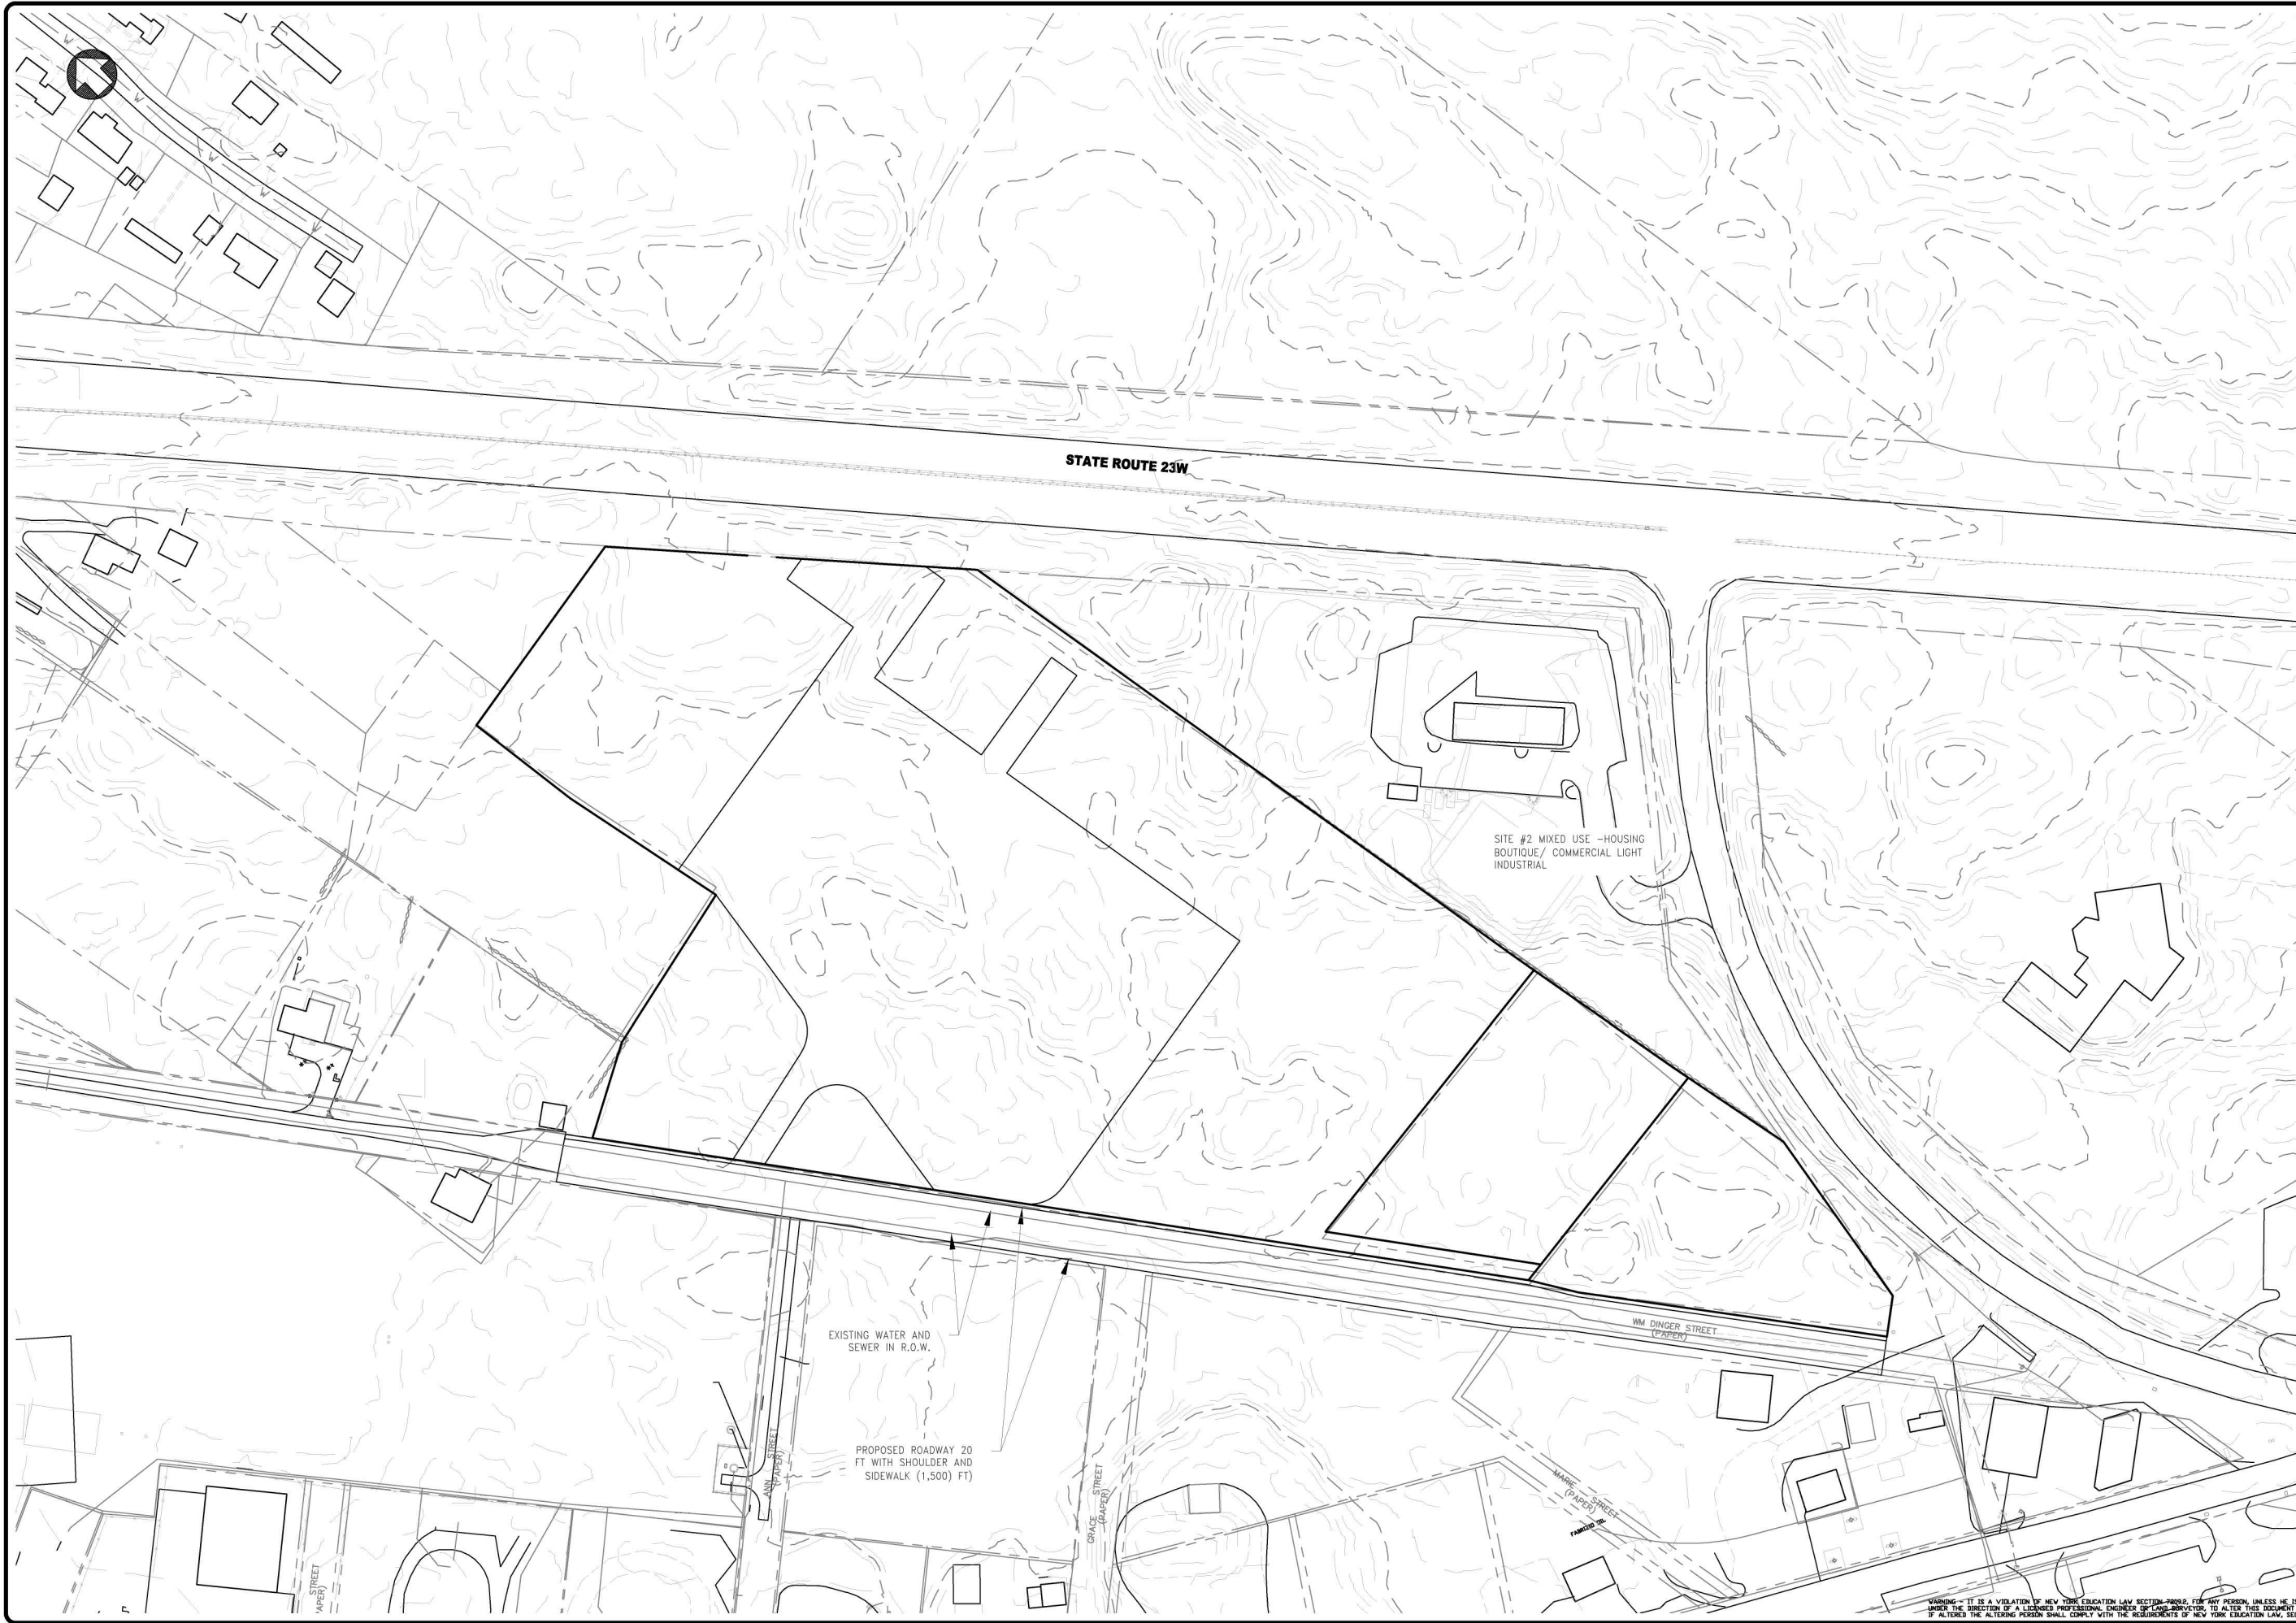 W
W
W
W
W
W
STATE ROUTE 23W
SITE #2 MIXED USE -HOUSING
BOUTIQUE/ COMMERCIAL LIGHT
INDUSTRIAL
EXISTING WATER AND
SEWER IN R.O.W.
WM DINGER STREET
(PAPER)
PROPOSED ROADWAY 20
FT WITH SHOULDER AND
SIDEWALK (1,500) FT)
ANN STREET
(PAPER)
GRACE STREET
(PAPER)
MARIE STREET
(PAPER)
STREET
WARNING - IT IS A VIOLATION OF NEW YORK EDUCATION LAW SECTION 7209.2, FOR ANY PERSON, UNLESS HE
UNDER THE DIRECTION OF A LICENSED PROFESSIONAL ENGINEER OR LAND SURVEYOR, TO ALTER THIS DOCUMENT
IF ALTERED THE ALTERING PERSON SHALL COMPLY WITH THE REQUIREMENTS OF NEW YORK EDUCATION LAW,